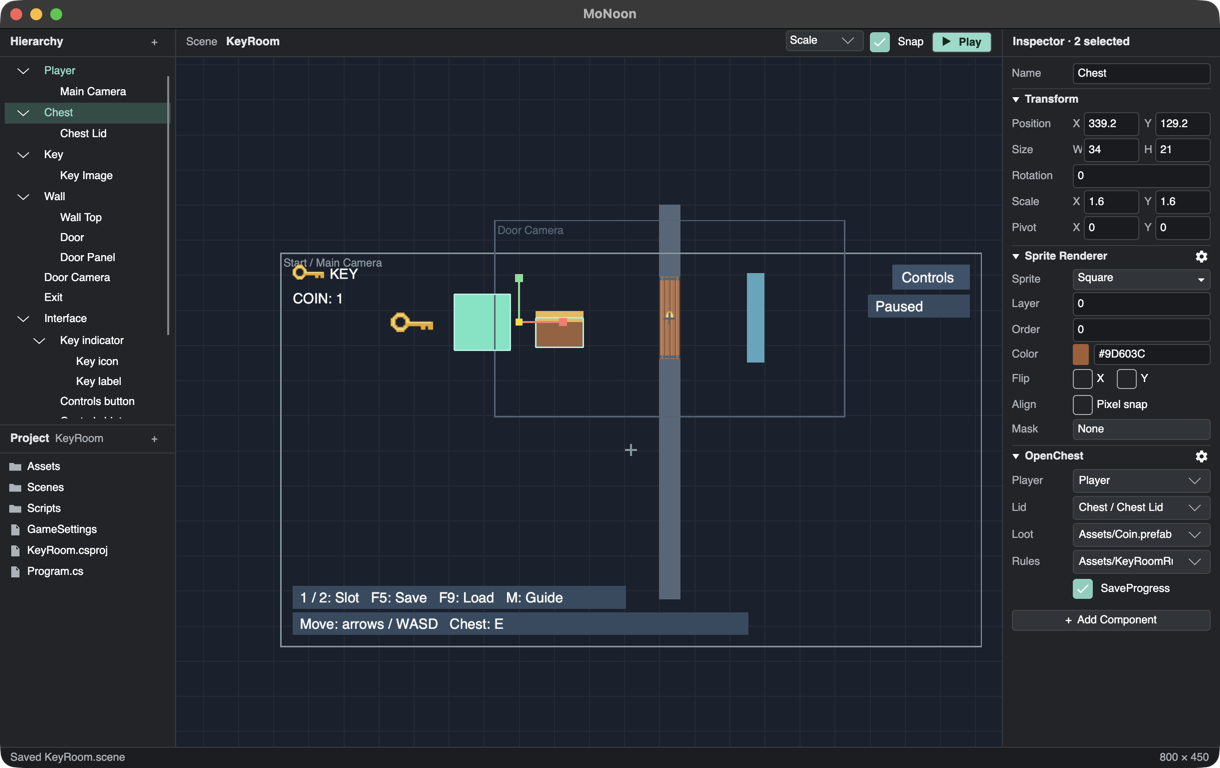 MoNoon
Hierarchy +
Scene KeyRoom
Scale
Snap
Play
Inspector · 2 selected
Player
Main Camera
Chest
Chest Lid
Key
Key Image
Wall
Wall Top
Door
Door Panel
Door Camera
Exit
Interface
Key indicator
Key icon
Key label
Controls button
Project KeyRoom +
Assets
Scenes
Scripts
GameSettings
KeyRoom.csproj
Program.cs
Door Camera
Start / Main Camera
KEY
COIN: 1
Controls
Paused
1 / 2: Slot F5: Save F9: Load M: Guide
Move: arrows / WASD Chest: E
Name Chest
Transform
Position X 339.2 Y 129.2
Size W 34 H 21
Rotation 0
Scale X 1.6 Y 1.6
Pivot X 0 Y 0
Sprite Renderer
Sprite Square
Layer 0
Order 0
Color #9D603C
Flip X Y
Align Pixel snap
Mask None
OpenChest
Player Player
Lid Chest / Chest Lid
Loot Assets/Coin.prefab
Rules Assets/KeyRoomRu
SaveProgress
+ Add Component
Saved KeyRoom.scene
800 × 450